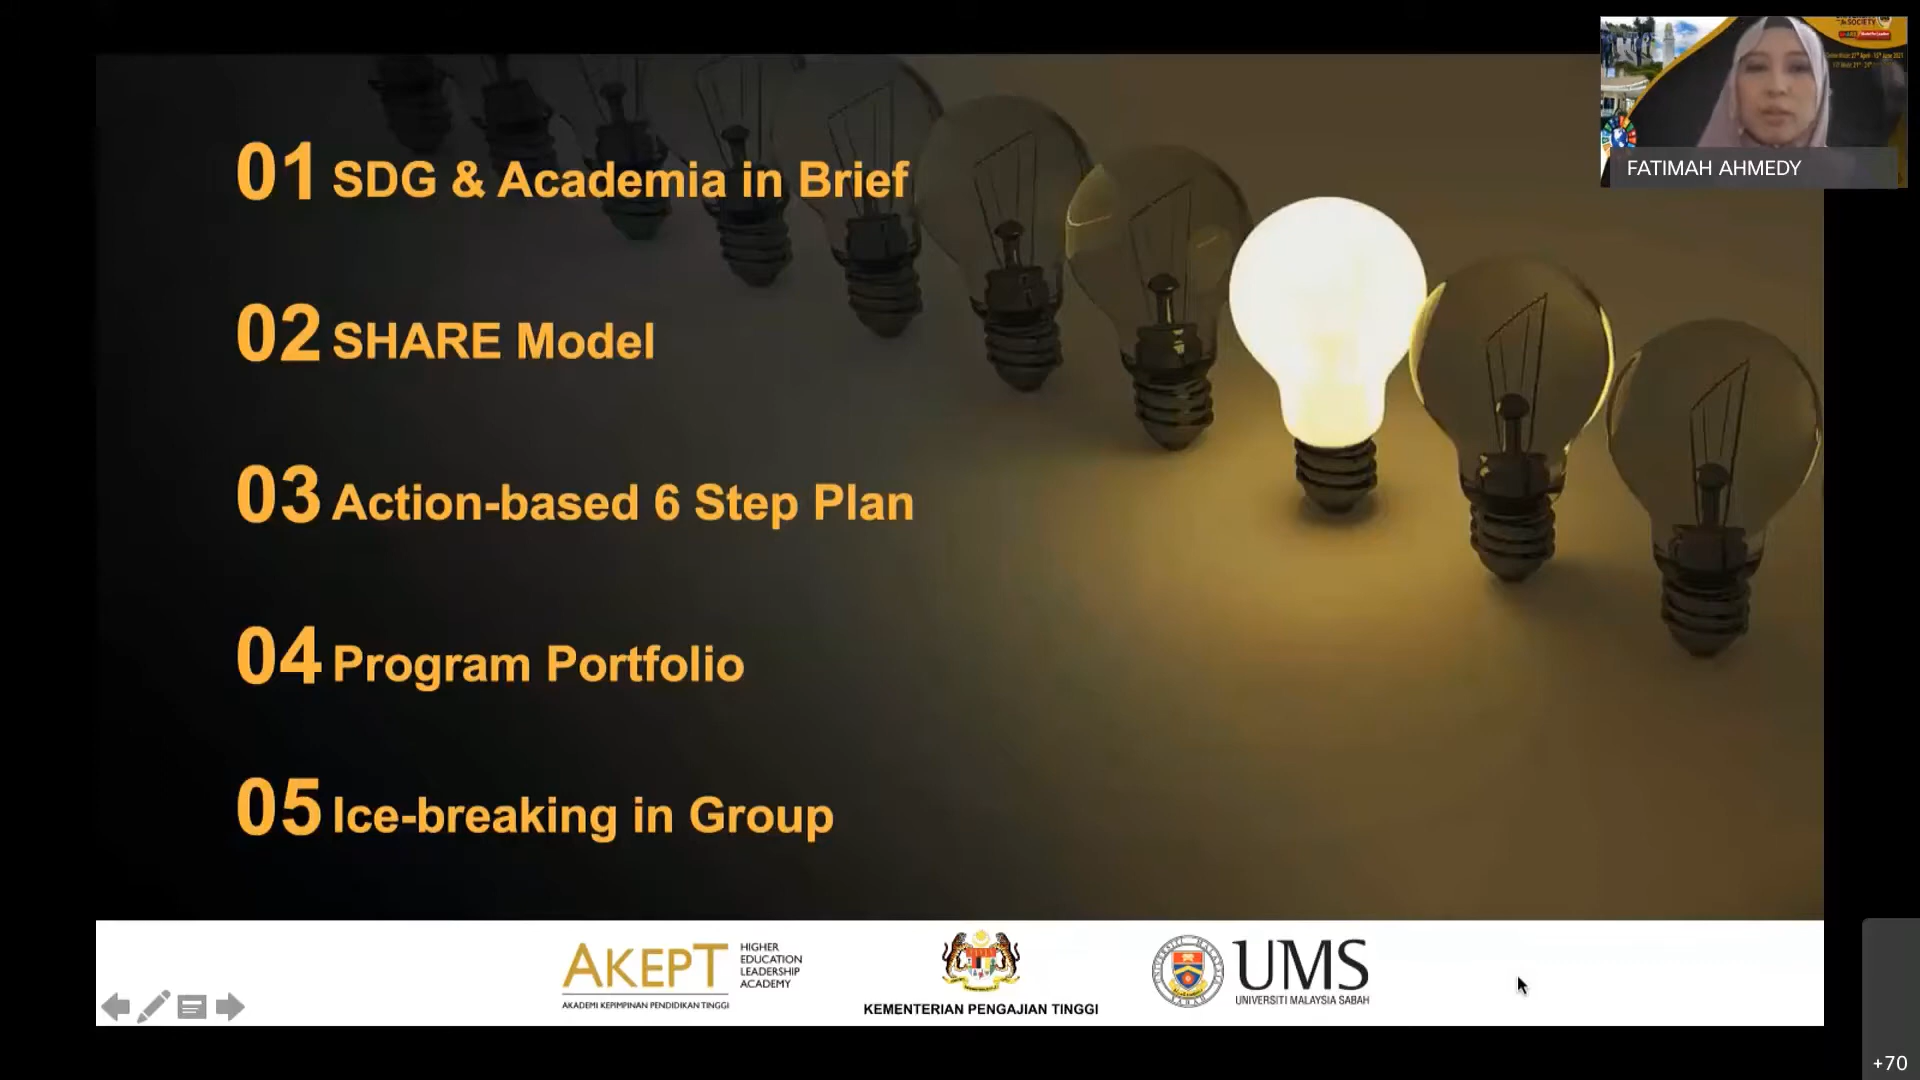 01 SDG & Academia in Brief
02 SHARE Model
03 Action-based 6 Step Plan
04 Program Portfolio
05 Ice-breaking in Group
SOCIETY
FATIMAH AHMEDY
AKEPT
HIGHER
EDUCATION
LEADERSHIP
ACADEMY
AKADEMI KEPIMPINAN PENDIDIKAN TINGGI
KEMENTERIAN PENGAJIAN TINGGI
UMS
UNIVERSITI MALAYSIA SABAH
+70